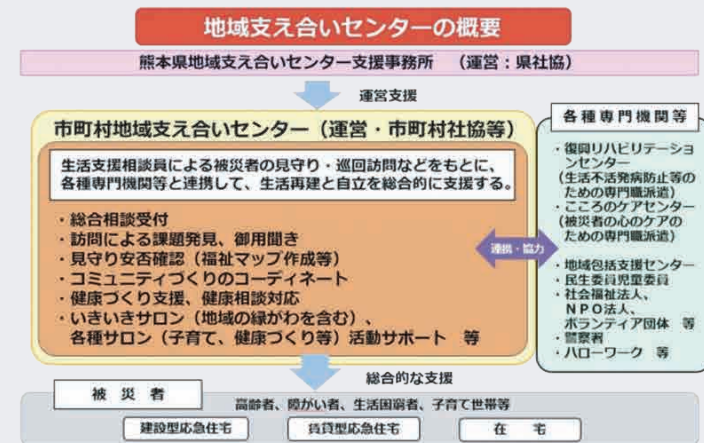 地域支え合いセンターの概要
熊本県地域支え合いセンター支援事務所　（運営：県社協）
運営支援
市町村地域支え合いセンター（運営・市町村社協等）
生活支援相談員による被災者の見守り・巡回訪問などをもとに、
各種専門機関等と連携して、生活再建と自立を総合的に支援する。
・総合相談受付
・訪問による課題発見、御用聞き
・見守り安否確認（福祉マップ作成等）
・コミュニティづくりのコーディネート
・健康づくり支援、健康相談対応
・いきいきサロン（地域の縁がわを含む）、
各種サロン（子育て、健康づくり等）活動サポート　等
連携・協力
各種専門機関等
・復興リハビリテーショ
ンセンター
（生活不活発病防止等の
ための専門職派遣）
・こころのケアセンター
（被災者の心のケアの
ための専門職派遣）
・地域包括支援センター
・民生委員児童委員
・社会福祉法人、
ＮＰＯ法人、
ボランティア団体　等
・警察署
・ハローワーク　等
総合的な支援
被　災　者
高齢者、障がい者、生活困窮者、子育て世帯等
建設型応急住宅
賃貸型応急住宅
在　　宅